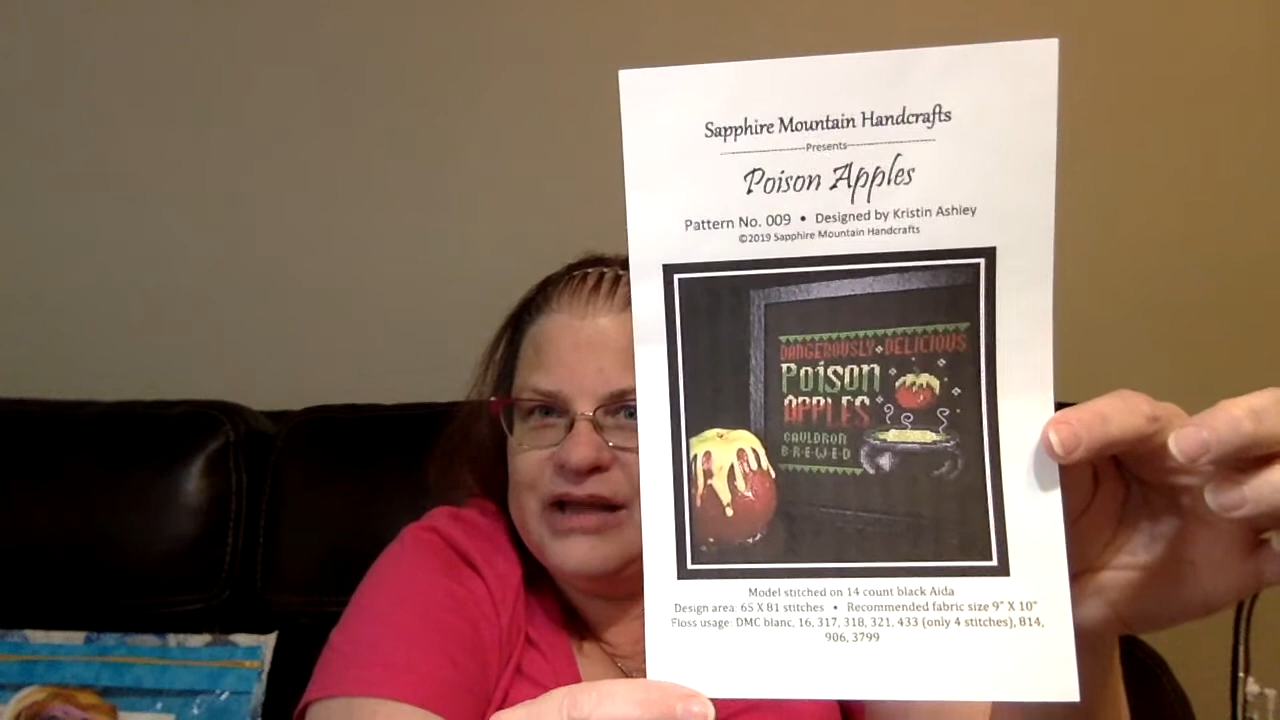 Sapphire Mountain Handcrafts
Presents
Poison Apples
Pattern No. 009 • Designed by Kristin Ashley
©2019 Sapphire Mountain Handcrafts
DANGEROUSLY DELICIOUS
Poison
APPLES
CAULDRON
B-R-E-W-E-D
Model stitched on 14 count black Aida
Design area: 65 X 81 stitches • Recommended fabric size 9" X 10"
Floss usage: DMC blanc, 16, 317, 318, 321, 433 (only 4 stitches), 814,
906, 3799